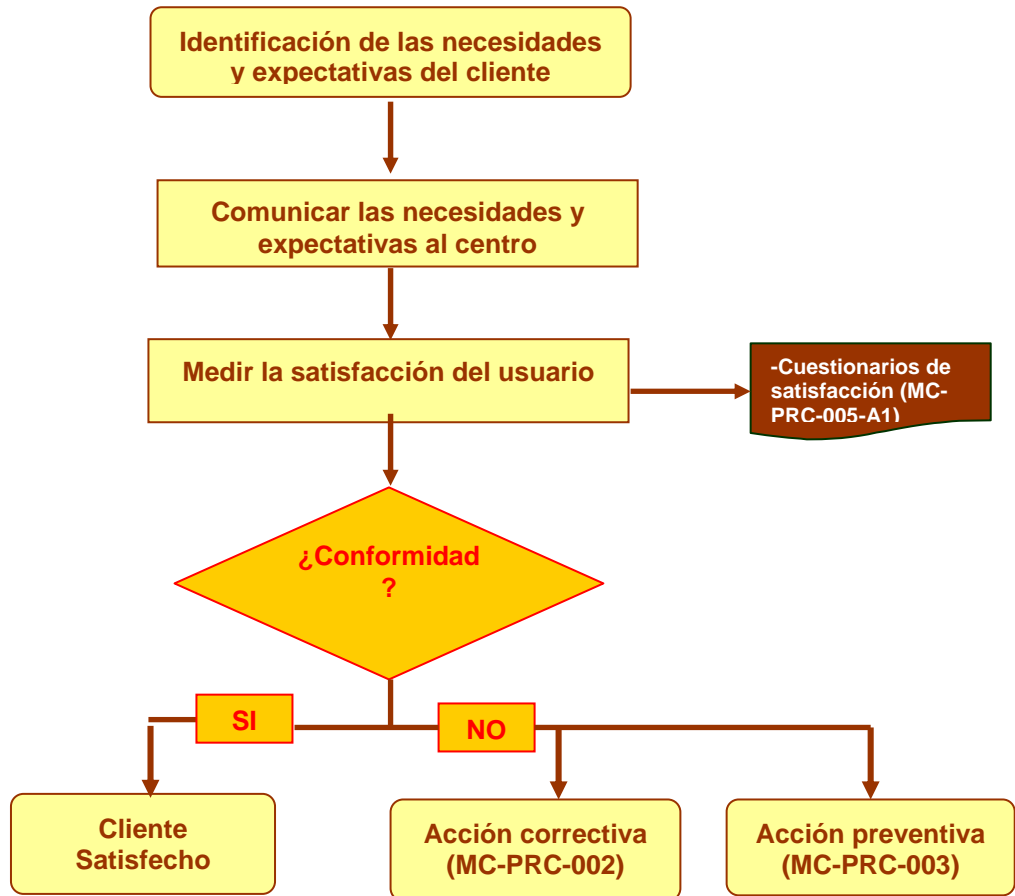 Identificación de las necesidades
y expectativas del cliente
Comunicar las necesidades y
expectativas al centro
Medir la satisfacción del usuario
-Cuestionarios de
satisfacción (MC-
PRC-005-A1)
¿Conformidad
?
SI
NO
Cliente
Satisfecho
Acción correctiva
(MC-PRC-002)
Acción preventiva
(MC-PRC-003)